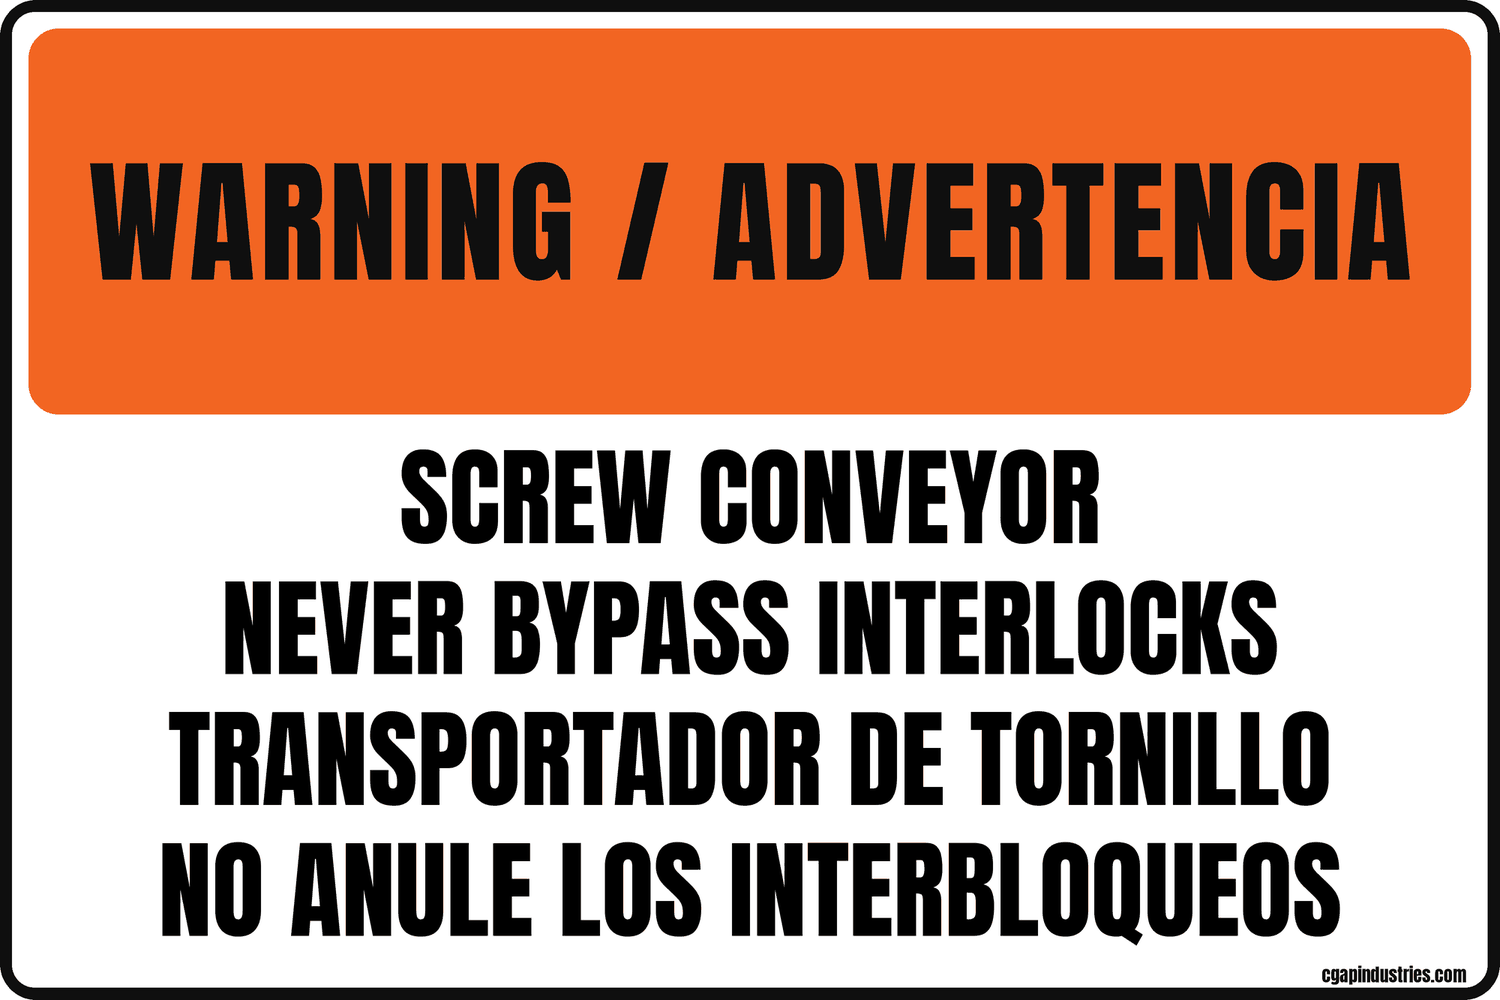 WARNING / ADVERTENCIA
SCREW CONVEYOR
NEVER BYPASS INTERLOCKS
TRANSPORTADOR DE TORNILLO
NO ANULE LOS INTERBLOQUEOS
cgapindustries.com